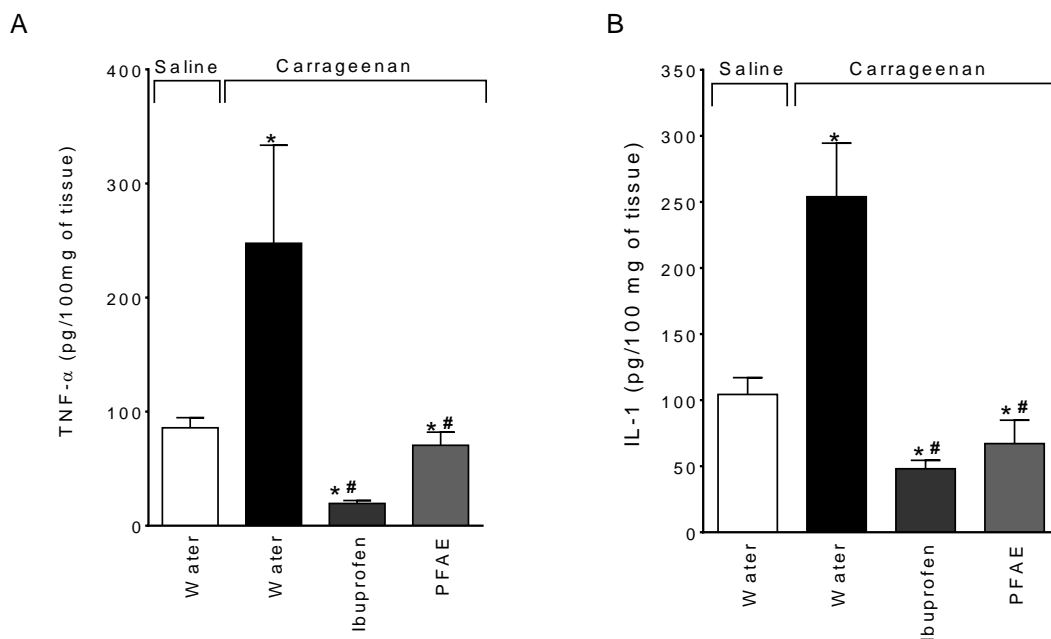 A
Saline
Carrageenan
TNF-α (pg/100mg of tissue)
400
300
200
100
0
*
* #
* #
Water
Water
Ibuprofen
PFAE
B
Saline
Carrageenan
IL-1 (pg/100 mg of tissue)
350
300
250
200
150
100
50
0
*
* #
* #
Water
Water
Ibuprofen
PFAE